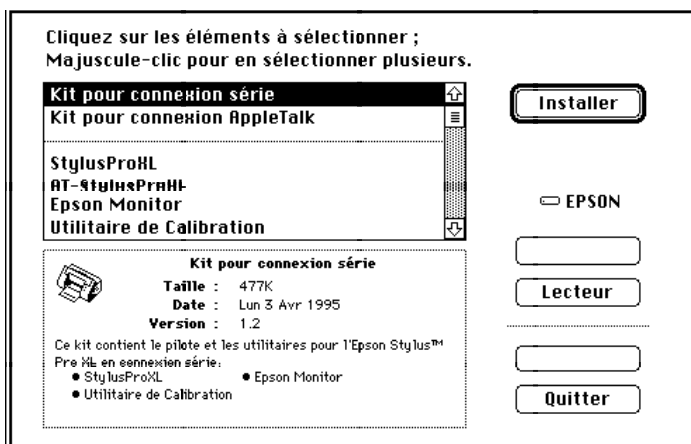 Cliquez sur les éléments à sélectionner ;
Majuscule-clic pour en sélectionner plusieurs.
Kit pour connexion série
Kit pour connexion AppleTalk
StylusProXL
AT-StylusProXL
Epson Monitor
Utilitaire de Calibration
Installer
EPSON
Lecteur
Quitter
Kit pour connexion série
Taille : 477K
Date : Lun 3 Avr 1995
Version : 1.2
Ce kit contient le pilote et les utilitaires pour l'Epson Stylus™
Pro XL en connexion série:
● StylusProXL ● Epson Monitor
● Utilitaire de Calibration